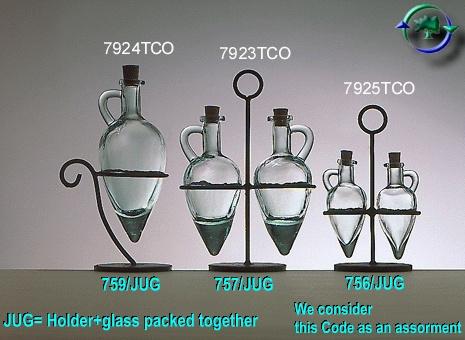 7924TCO
7923TCO
7925TCO
759/JUG
757/JUG
756/JUG
JUG= Holder+glass packed together
We consider
this Code as an assorment